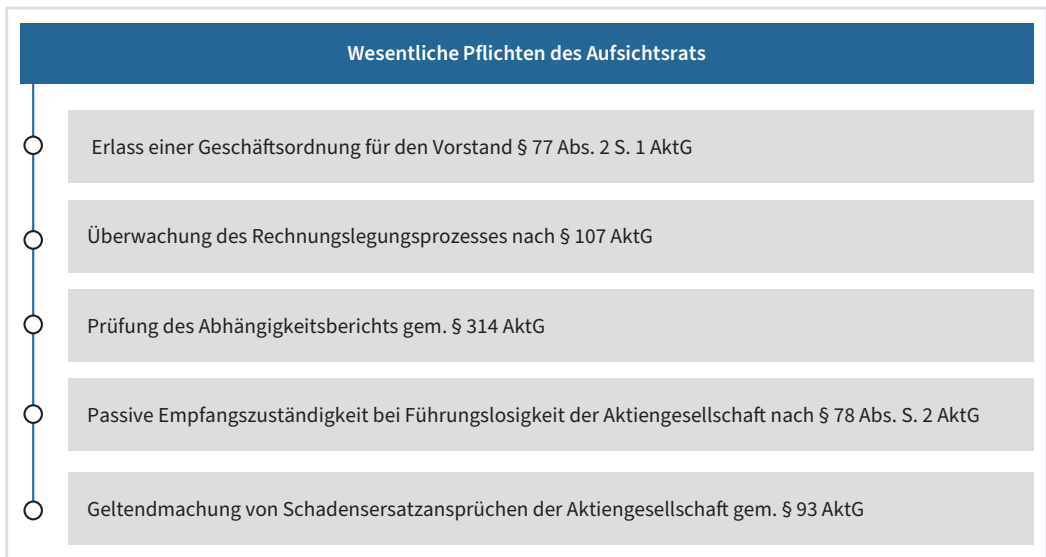 Wesentliche Pflichten des Aufsichtsrats
Erlass einer Geschäftsordnung für den Vorstand § 77 Abs. 2 S. 1 AktG
Überwachung des Rechnungslegungsprozesses nach § 107 AktG
Prüfung des Abhängigkeitsberichts gem. § 314 AktG
Passive Empfangszuständigkeit bei Führungslosigkeit der Aktiengesellschaft nach § 78 Abs. S. 2 AktG
Geltendmachung von Schadensersatzansprüchen der Aktiengesellschaft gem. § 93 AktG